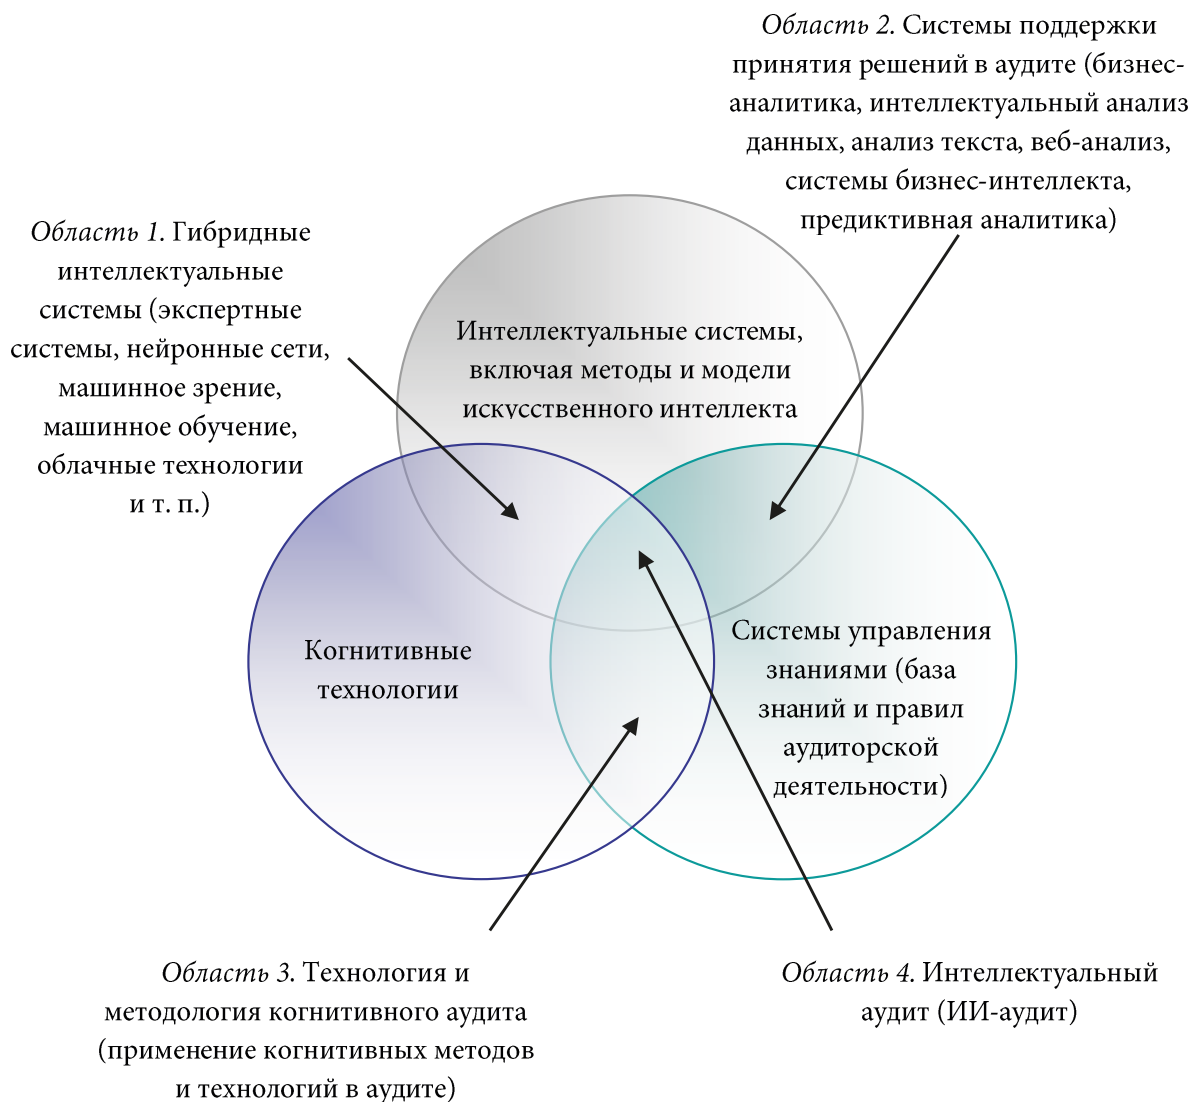 Область 2. Системы поддержки
принятия решений в аудите (бизнес-
аналитика, интеллектуальный анализ
данных, анализ текста, веб-анализ,
системы бизнес-интеллекта,
предиктивная аналитика)
Область 1. Гибридные
интеллектуальные
системы (экспертные
системы, нейронные сети,
машинное зрение,
машинное обучение,
облачные технологии
и т. п.)
Интеллектуальные системы,
включая методы и модели
искусственного интеллекта
Когнитивные
технологии
Системы управления
знаниями (база
знаний и правил
аудиторской
деятельности)
Область 3. Технология и
методология когнитивного аудита
(применение когнитивных методов
и технологий в аудите)
Область 4. Интеллектуальный
аудит (ИИ-аудит)